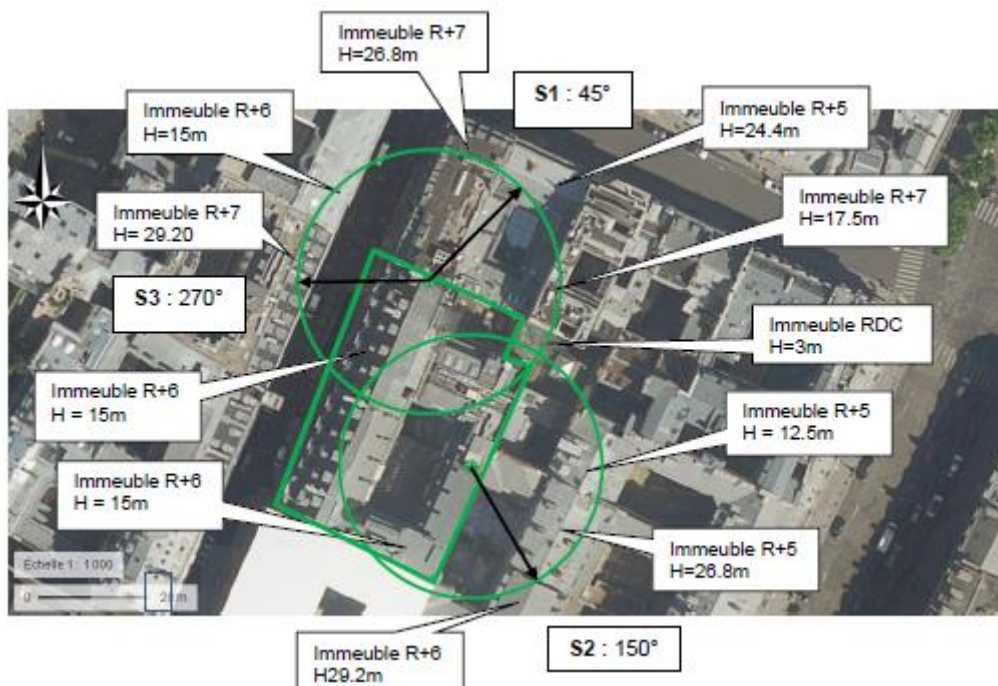 Immeuble R+7
H=26.8m
S1 : 45°
Immeuble R+6
H=15m
Immeuble R+5
H=24.4m
Immeuble R+7
H= 29.20
Immeuble R+7
H=17.5m
S3 : 270°
Immeuble RDC
H=3m
Immeuble R+6
H = 15m
Immeuble R+5
H = 12.5m
Immeuble R+6
H = 15m
Immeuble R+5
H=26.8m
Echelle 1 : 1 000
0
Immeuble R+6
H29.2m
S2 : 150°